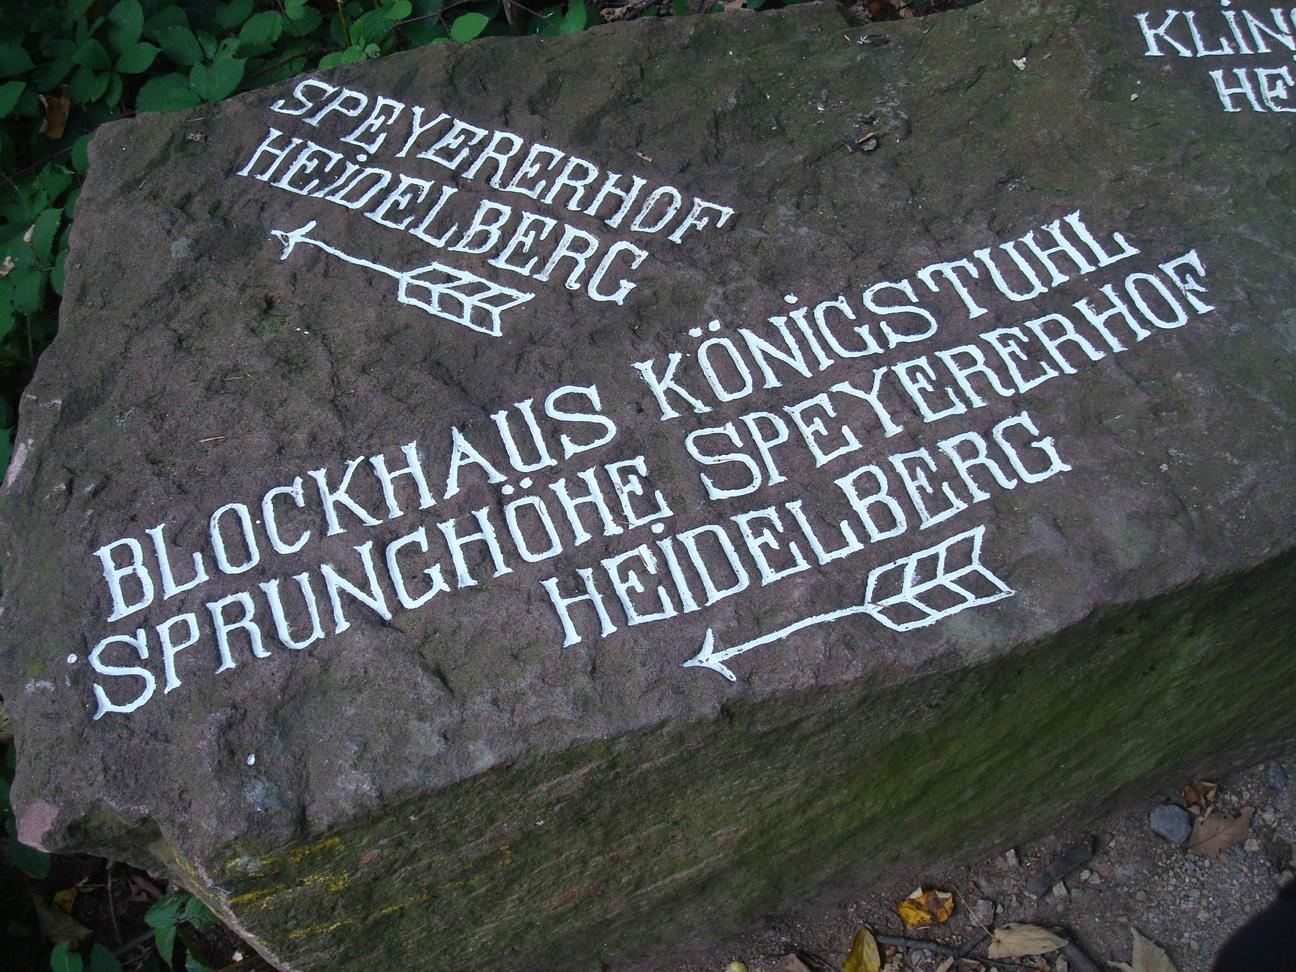 SPEYERERHOF
HEIDELBERG
BLOCKHAUS KÖNIGSTUHL
SPRUNGHÖHE SPEYERERHOF
HEIDELBERG